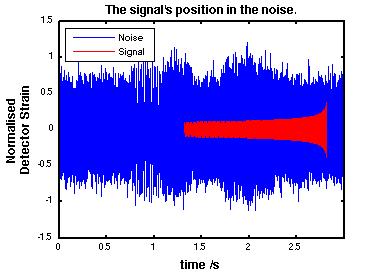 The signal's position in the noise.
1.5
Noise
Signal
1
0.5
0
-0.5
-1
-1.5
Normalised
Detector Strain
0 0.5 1 1.5 2 2.5
time /s